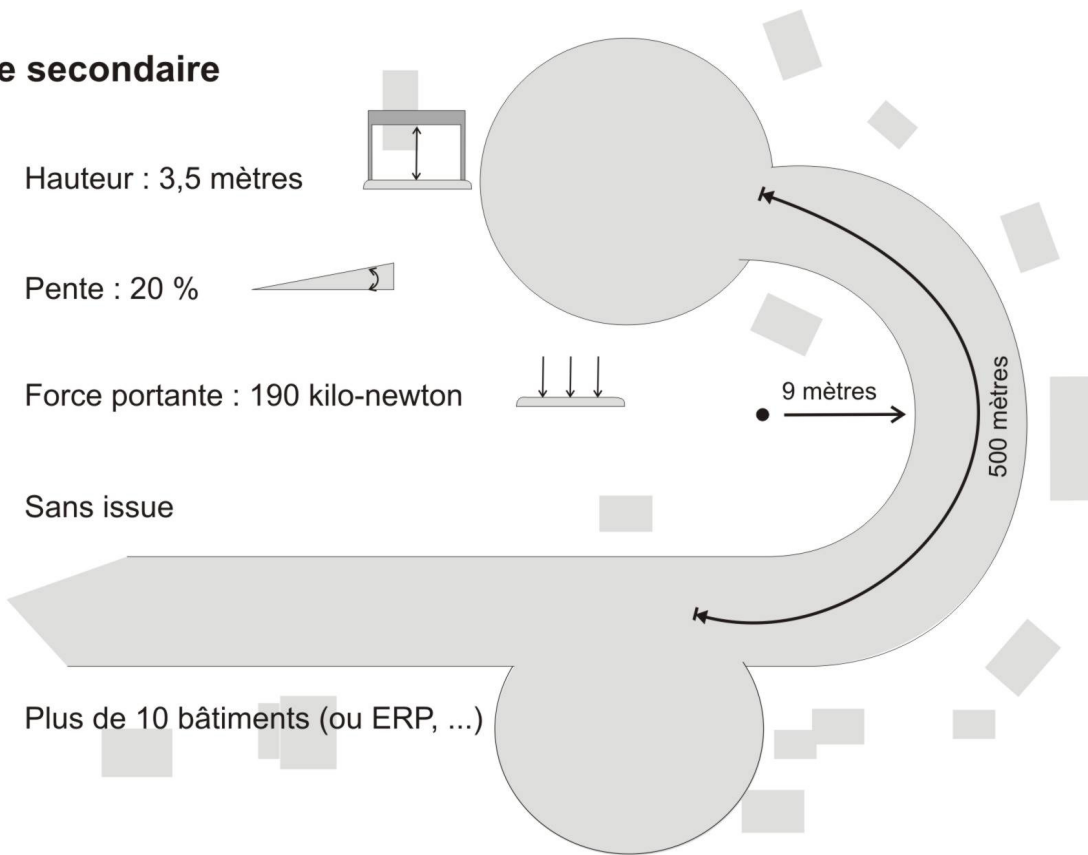 e secondaire
Hauteur : 3,5 mètres
Pente : 20 %
Force portante : 190 kilo-newton
9 mètres
500 mètres
Sans issue
Plus de 10 bâtiments (ou ERP, ...)